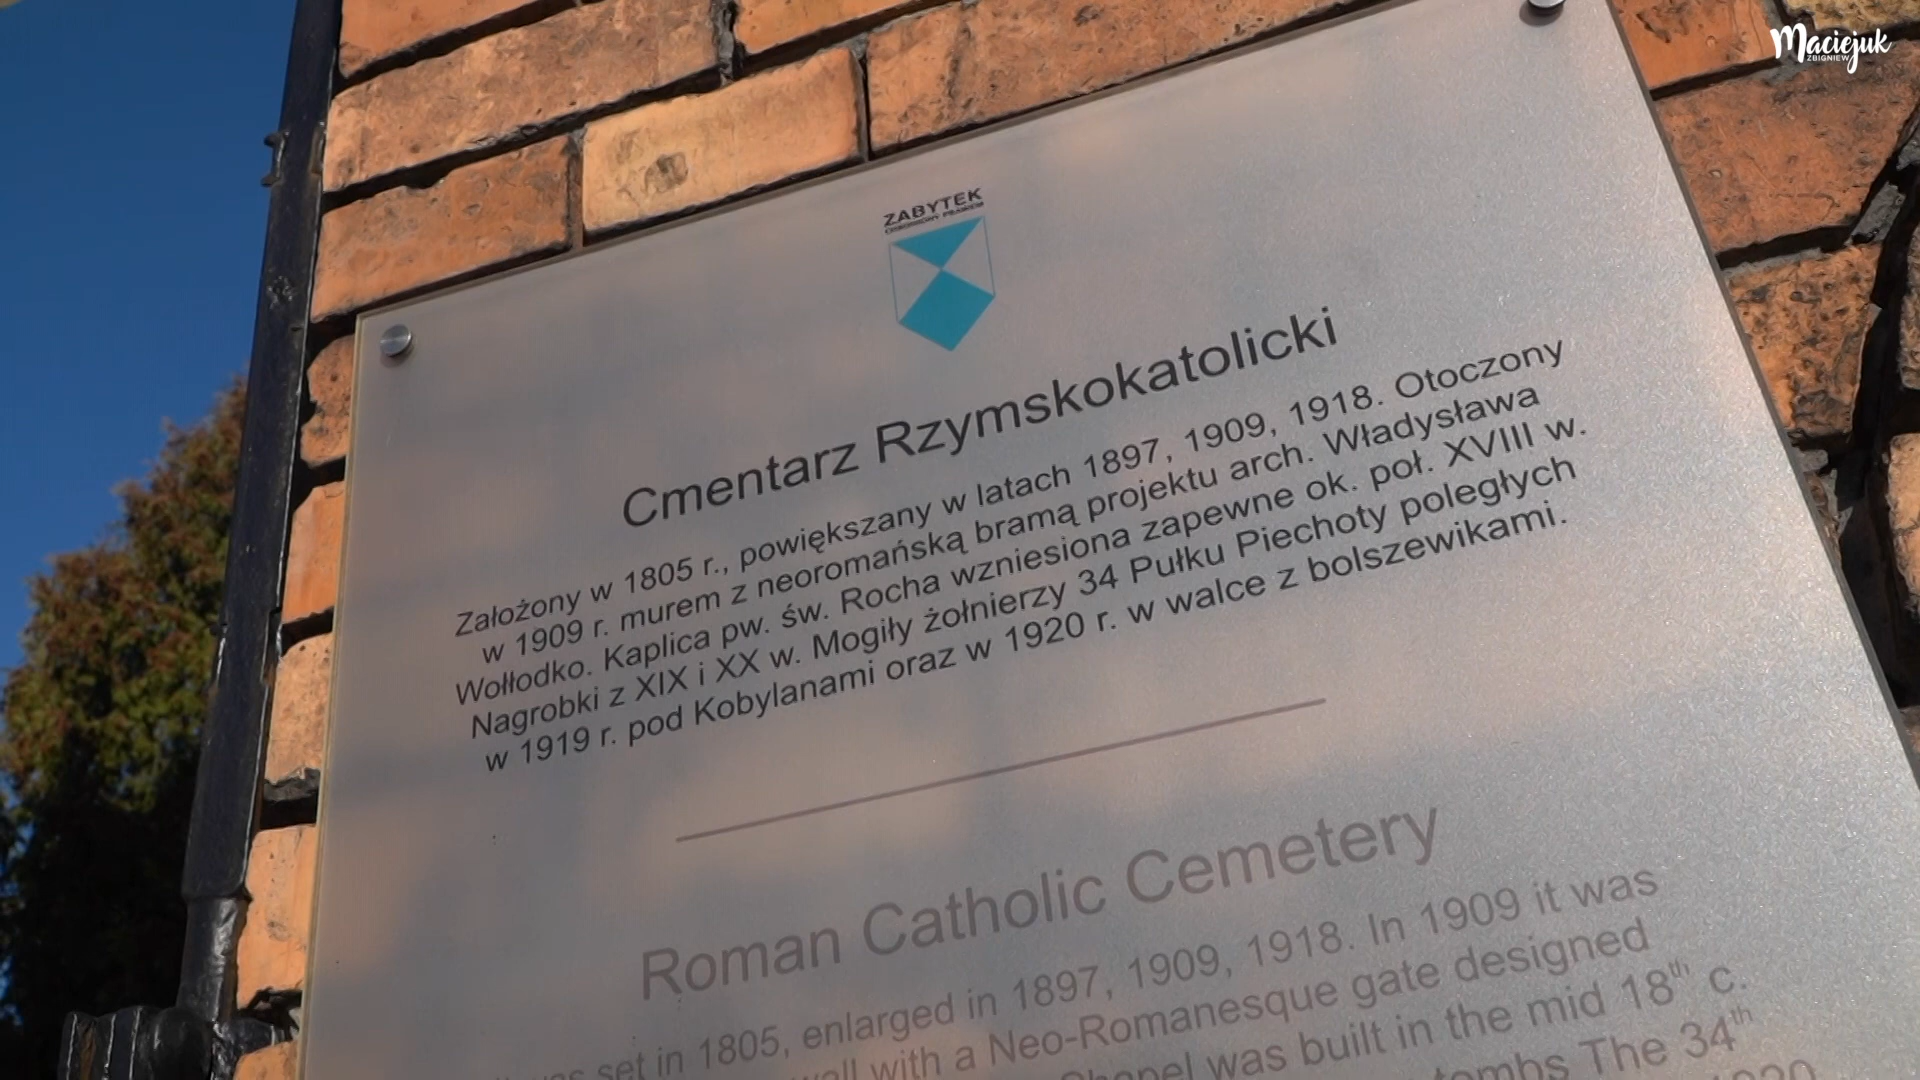 Maciejuk
ZBIGNIEW
ZABYTEK
CHRONIONY PRAWEM
Cmentarz Rzymskokatolicki
Założony w 1805 r., powiększany w latach 1897, 1909, 1918. Otoczony
w 1909 r. murem z neoromańską bramą projektu arch. Władysława
Wołłodko. Kaplica pw. św. Rocha wzniesiona zapewne ok. poł. XVIII w.
Nagrobki z XIX i XX w. Mogiły żołnierzy 34 Pułku Piechoty poległych
w 1919 r. pod Kobylanami oraz w 1920 r. w walce z bolszewikami.
Roman Catholic Cemetery
set in 1805, enlarged in 1897, 1909, 1918. In 1909 it was
wall with a Neo-Romanesque gate designed
Chapel was built in the mid 18th c.
tombs The 34th
1920